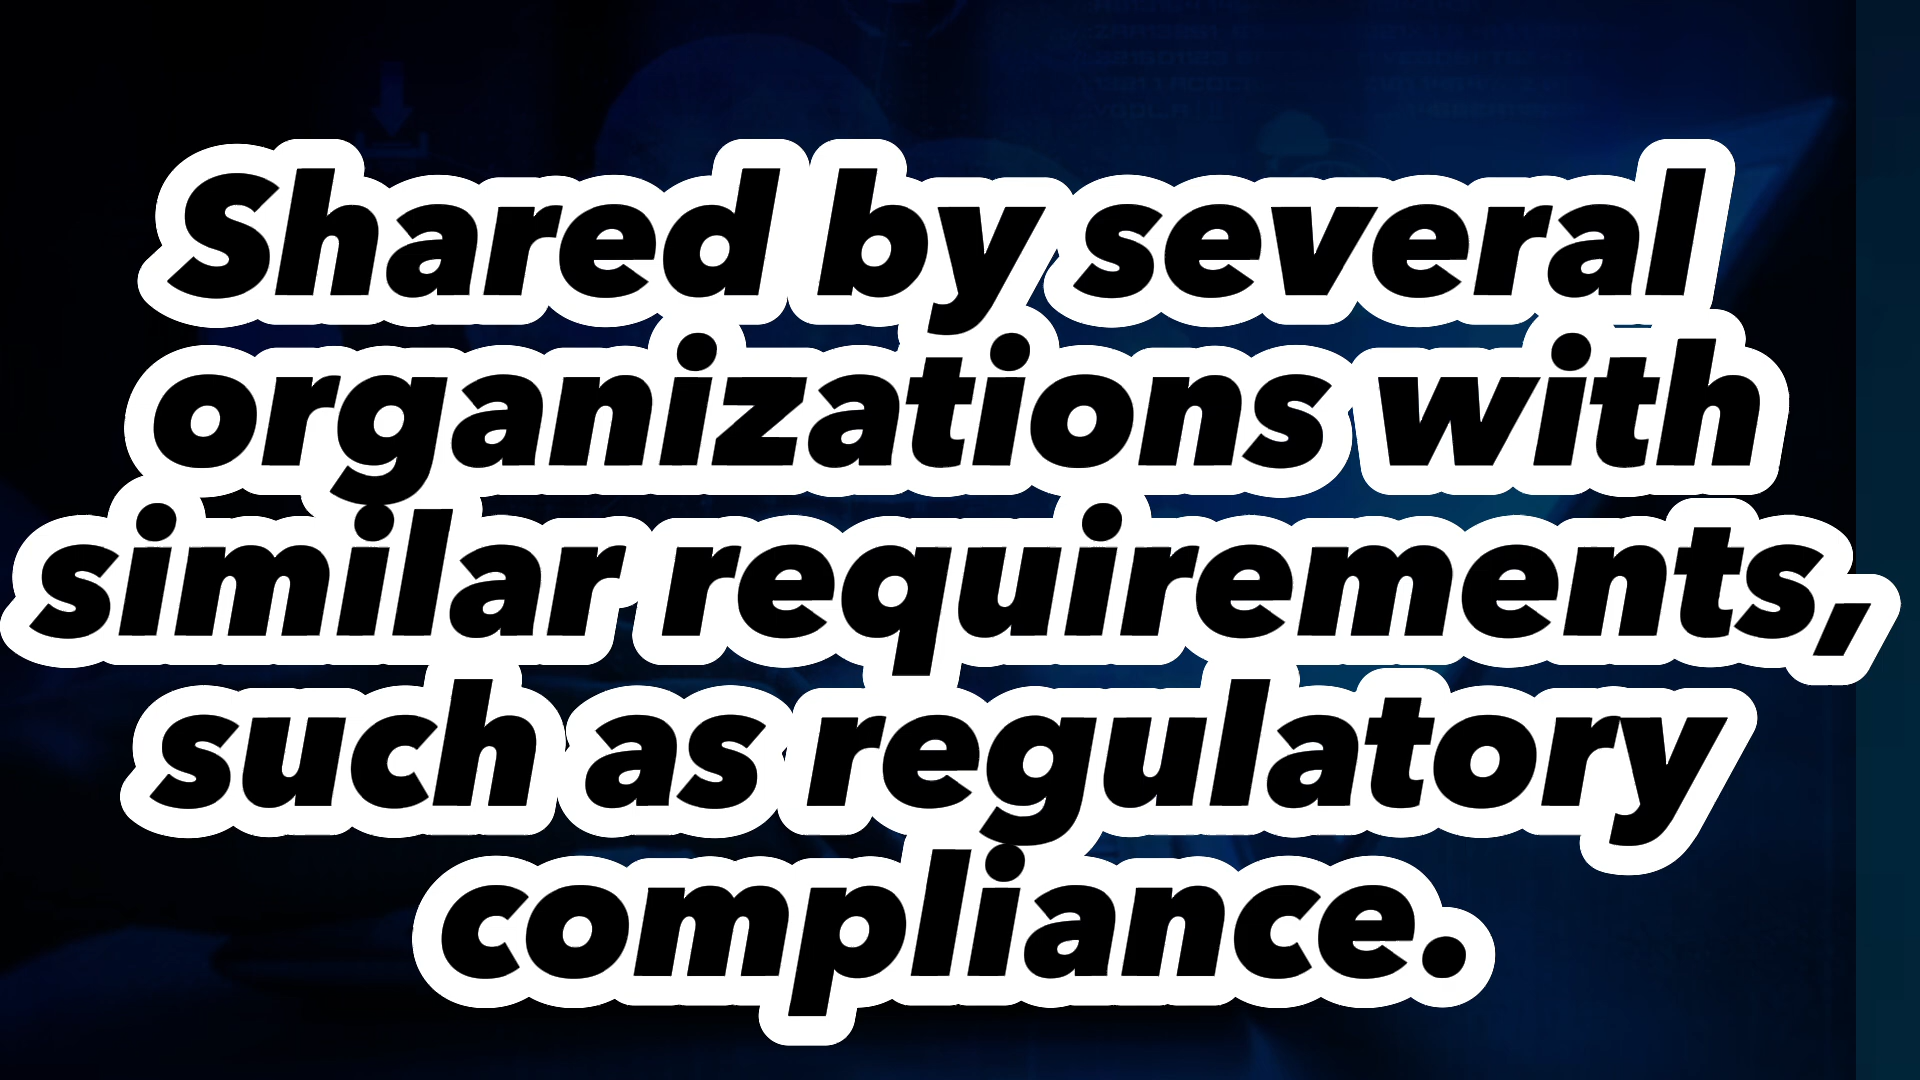 Shared by several
organizations with
similar requirements,
such as regulatory
compliance.